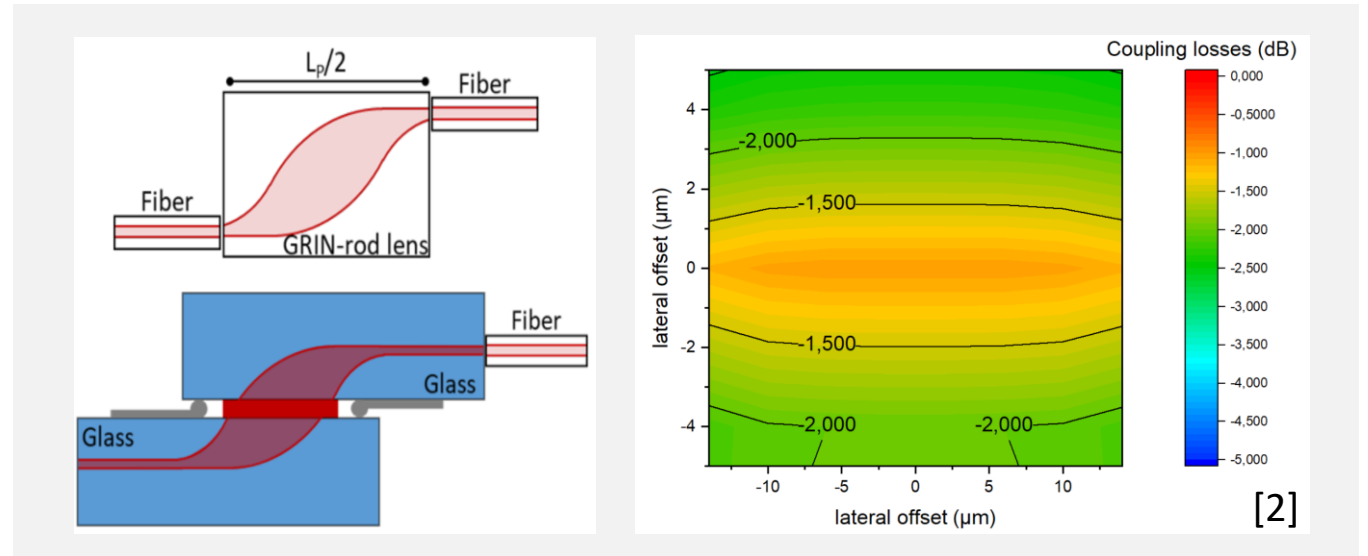 Lₚ/2
Fiber
Fiber
GRIN-rod lens
Fiber
Glass
Glass
Coupling losses (dB)
0,000
-0,500
-1,000
-1,500
-2,000
-2,500
-3,000
-3,500
-4,000
-4,500
-5,000
-2,000
-1,500
-1,500
-2,000
-2,000
4
2
0
-2
-4
lateral offset (µm)
-10
-5
0
5
10
lateral offset (µm)
[2]